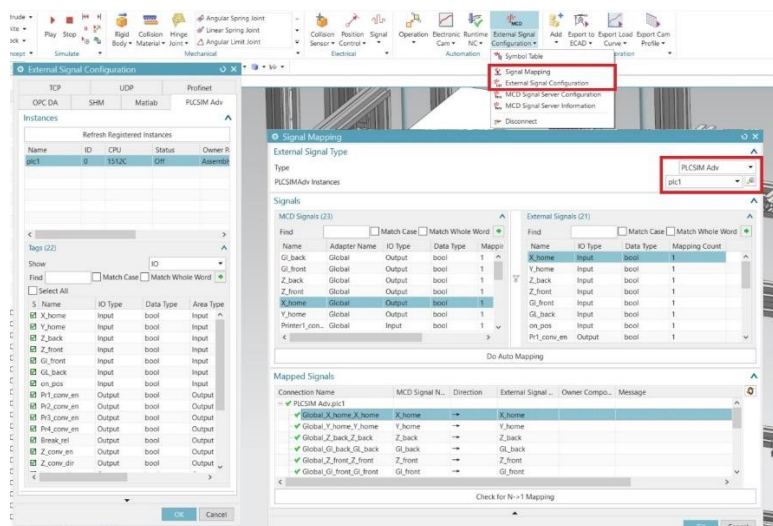 Play Stop
Rigid Body Collision Material Hinge Joint
Angular Spring Joint
Linear Spring Joint
Angular Limit Joint
Collision Sensor Position Control Signal
Operation Electronic Cam Runtime NC External Signal Configuration
Add Export to ECAD Export Load Curve Export Cam Profile
Simulate
Mechanical
Electrical
Automation
Symbol Table
Signal Mapping
External Signal Configuration
MCD Signal Server Configuration
MCD Signal Server Information
Disconnect
External Signal Configuration
TCP UDP Profinet
OPC DA SHM Matlab PLCSIM Adv
Instances
Refresh Registered Instances
Name ID CPU Status Owner P
plc1 0 1512C Off Assembl
Tags (22)
Show IO
Find Match Case Match Whole Word
Select All
S Name IO Type Data Type Area Type
X_home Input bool Input
Y_home Input bool Input
Z_back Input bool Input
Z_front Input bool Input
Gl_front Input bool Input
GL_back Input bool Input
on_pos Input bool Input
Pr1_conv_en Output bool Output
Pr2_conv_en Output bool Output
Pr3_conv_en Output bool Output
Pr4_conv_en Output bool Output
Break_rel Output bool Output
Z_conv_en Output bool Output
Z_conv_dir Output bool Output
OK Cancel
Signal Mapping
External Signal Type
Type PLCSIM Adv
PLCSIMAdv Instances plc1
Signals
MCD Signals (23)
Find Match Case Match Whole Word
Name Adapter Name IO Type Data Type Mappin
Gl_back Global Output bool 1
Gl_front Global Output bool 1
Z_back Global Output bool 1
Z_front Global Output bool 1
X_home Global Output bool 1
Y_home Global Output bool 1
Printer1_con... Global Input bool 1
External Signals (21)
Find Match Case Match Whole Word
Name IO Type Data Type Mapping Count
X_home Input bool 1
Y_home Input bool 1
Z_back Input bool 1
Z_front Input bool 1
Gl_front Input bool 1
GL_back Input bool 1
on_pos Input bool 1
Pr1_conv_en Output bool 1
Do Auto Mapping
Mapped Signals
Connection Name MCD Signal N... Direction External Signal ... Owner Compo... Message
PLCSIM Adv.plc1
Global_X_home_X_home X_home → X_home
Global_Y_home_Y_home Y_home → Y_home
Global_Z_back_Z_back Z_back → Z_back
Global_Gl_back_GL_back Gl_back → GL_back
Global_Z_front_Z_front Z_front → Z_front
Global_Gl_front_Gl_front Gl_front → Gl_front
Check for N->1 Mapping